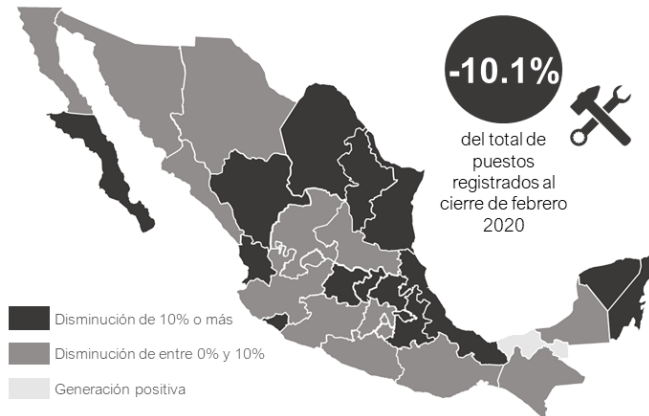 -10.1%
del total de
puestos
registrados al
cierre de febrero
2020
Disminución de 10% o más
Disminución de entre 0% y 10%
Generación positiva